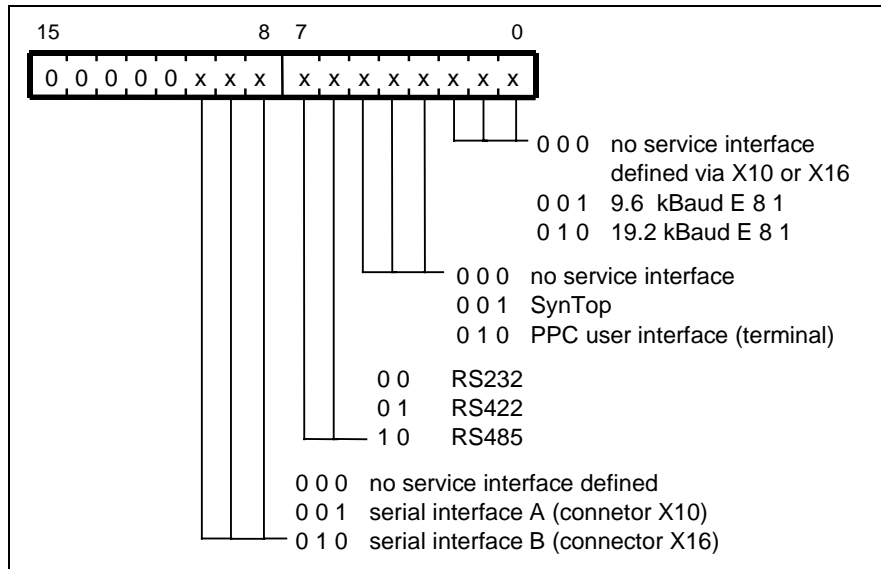 15 8 7 0
0 0 0 0 0 x x x x x x x x x x x
0 0 0 no service interface
defined via X10 or X16
0 0 1 9.6 kBaud E 8 1
0 1 0 19.2 kBaud E 8 1
0 0 0 no service interface
0 0 1 SynTop
0 1 0 PPC user interface (terminal)
0 0 RS232
0 1 RS422
1 0 RS485
0 0 0 no service interface defined
0 0 1 serial interface A (connetor X10)
0 1 0 serial interface B (connector X16)